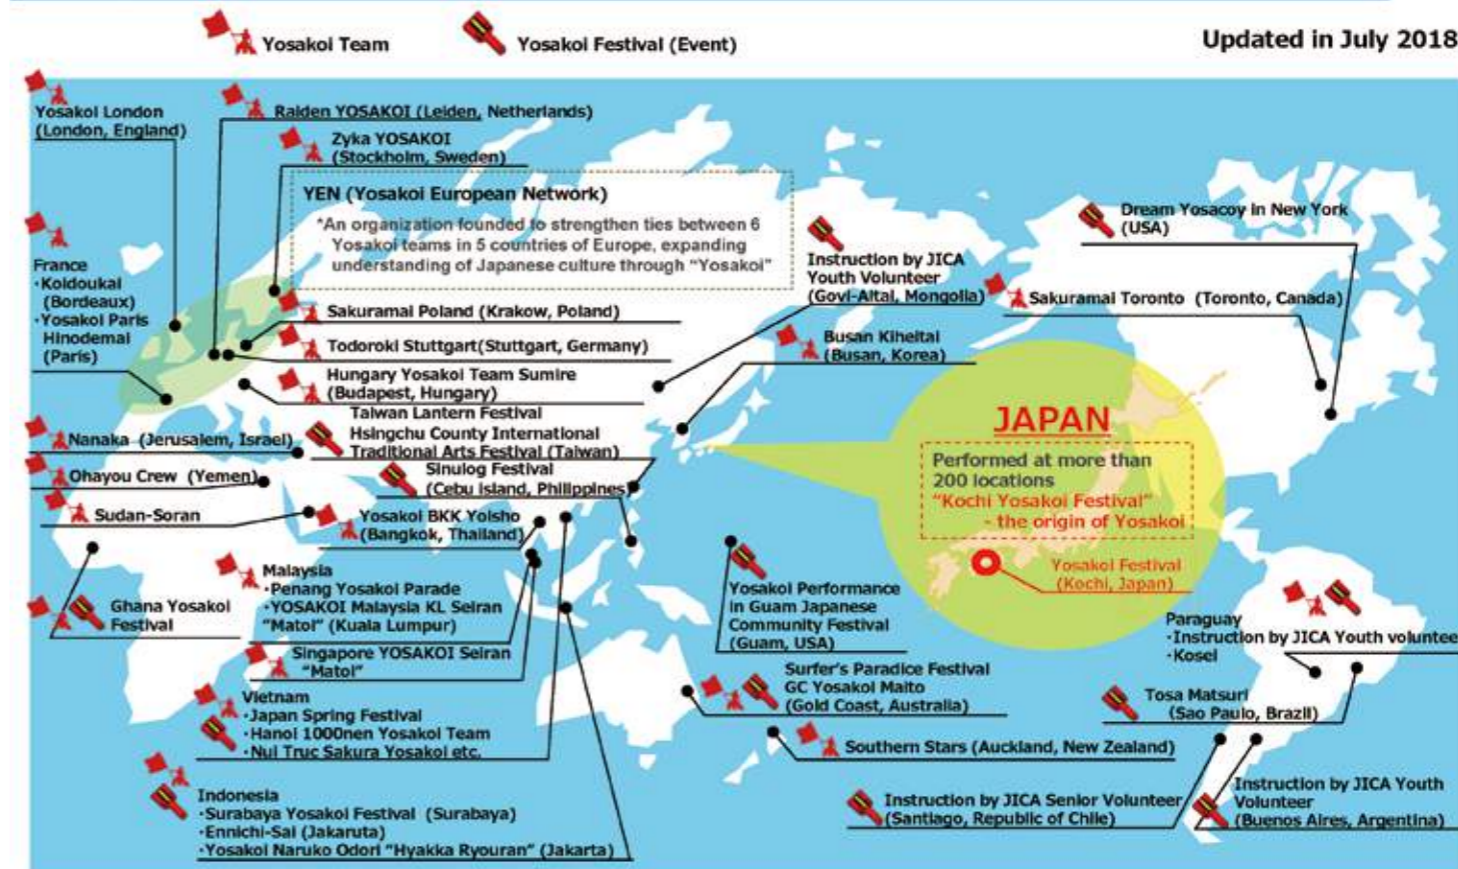 Yosakoi Team
Yosakoi Festival (Event)
Updated in July 2018
Yosakoi London
(London, England)
Raiden YOSAKOI (Leiden, Netherlands)
Zyka YOSAKOI
(Stockholm, Sweden)
YEN (Yosakoi European Network)
*An organization founded to strengthen ties between 6
Yosakoi teams in 5 countries of Europe, expanding
understanding of Japanese culture through “Yosakoi”
France
・Koidoukai
(Bordeaux)
・Yosakoi Paris
Hinodemai
(Paris)
Sakuramai Poland (Krakow, Poland)
Todoroki Stuttgart(Stuttgart, Germany)
Hungary Yosakoi Team Sumire
(Budapest, Hungary)
Taiwan Lantern Festival
Hsingchu County International
Traditional Arts Festival (Taiwan)
Sinulog Festival
(Cebu island, Philippines)
Nanaka (Jerusalem, Israel)
Ohayou Crew (Yemen)
Sudan-Soran
Yosakoi BKK Yoisho
(Bangkok, Thailand)
Ghana Yosakoi
Festival
Malaysia
・Penang Yosakoi Parade
・YOSAKOI Malaysia KL Seiran
“Matoi” (Kuala Lumpur)
Singapore YOSAKOI Seiran
“Matoi”
Vietnam
・Japan Spring Festival
・Hanoi 1000nen Yosakoi Team
・Nui Truc Sakura Yosakoi etc.
Indonesia
・Surabaya Yosakoi Festival (Surabaya)
・Ennichi-Sai (Jakaruta)
・Yosakoi Naruko Odori “Hyakka Ryouran” (Jakarta)
Instruction by JICA
Youth Volunteer
(Govi-Altai, Mongolia)
Busan Kiheitai
(Busan, Korea)
Dream Yosacoy in New York
(USA)
Sakuramai Toronto (Toronto, Canada)
JAPAN
Performed at more than
200 locations
“Kochi Yosakoi Festival”
- the origin of Yosakoi
Yosakoi Festival
(Kochi, Japan)
Yosakoi Performance
in Guam Japanese
Community Festival
(Guam, USA)
Surfer's Paradice Festival
GC Yosakoi Maito
(Gold Coast, Australia)
Southern Stars (Auckland, New Zealand)
Paraguay
・Instruction by JICA Youth voluntee
・Kosei
Tosa Matsuri
(Sao Paulo, Brazil)
Instruction by JICA Senior Volunteer
(Santiago, Republic of Chile)
Instruction by JICA Youth
Volunteer
(Buenos Aires, Argentina)